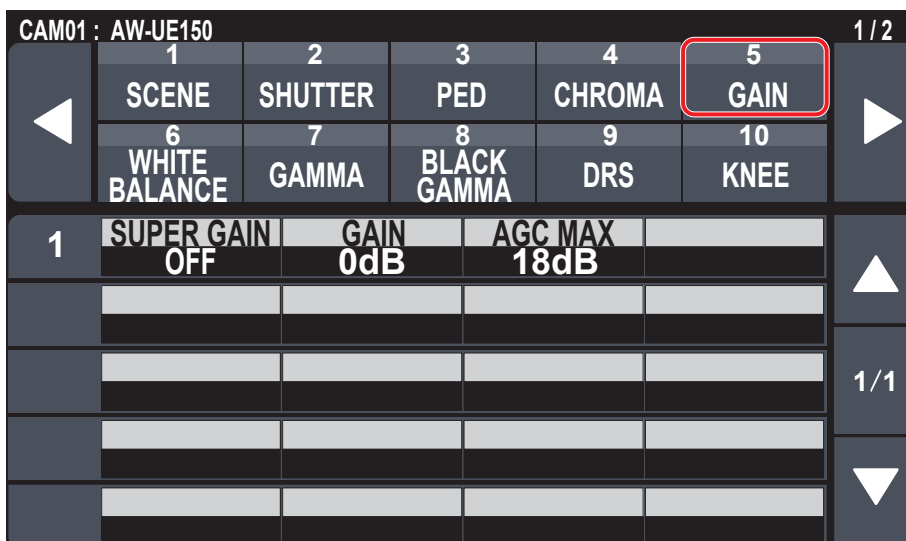 CAM01 : AW-UE150 1 / 2
1 2 3 4 5
SCENE SHUTTER PED CHROMA GAIN
6 7 8 9 10
WHITE BALANCE GAMMA BLACK GAMMA DRS KNEE
1 SUPER GAIN GAIN AGC MAX
OFF 0dB 18dB
1/1